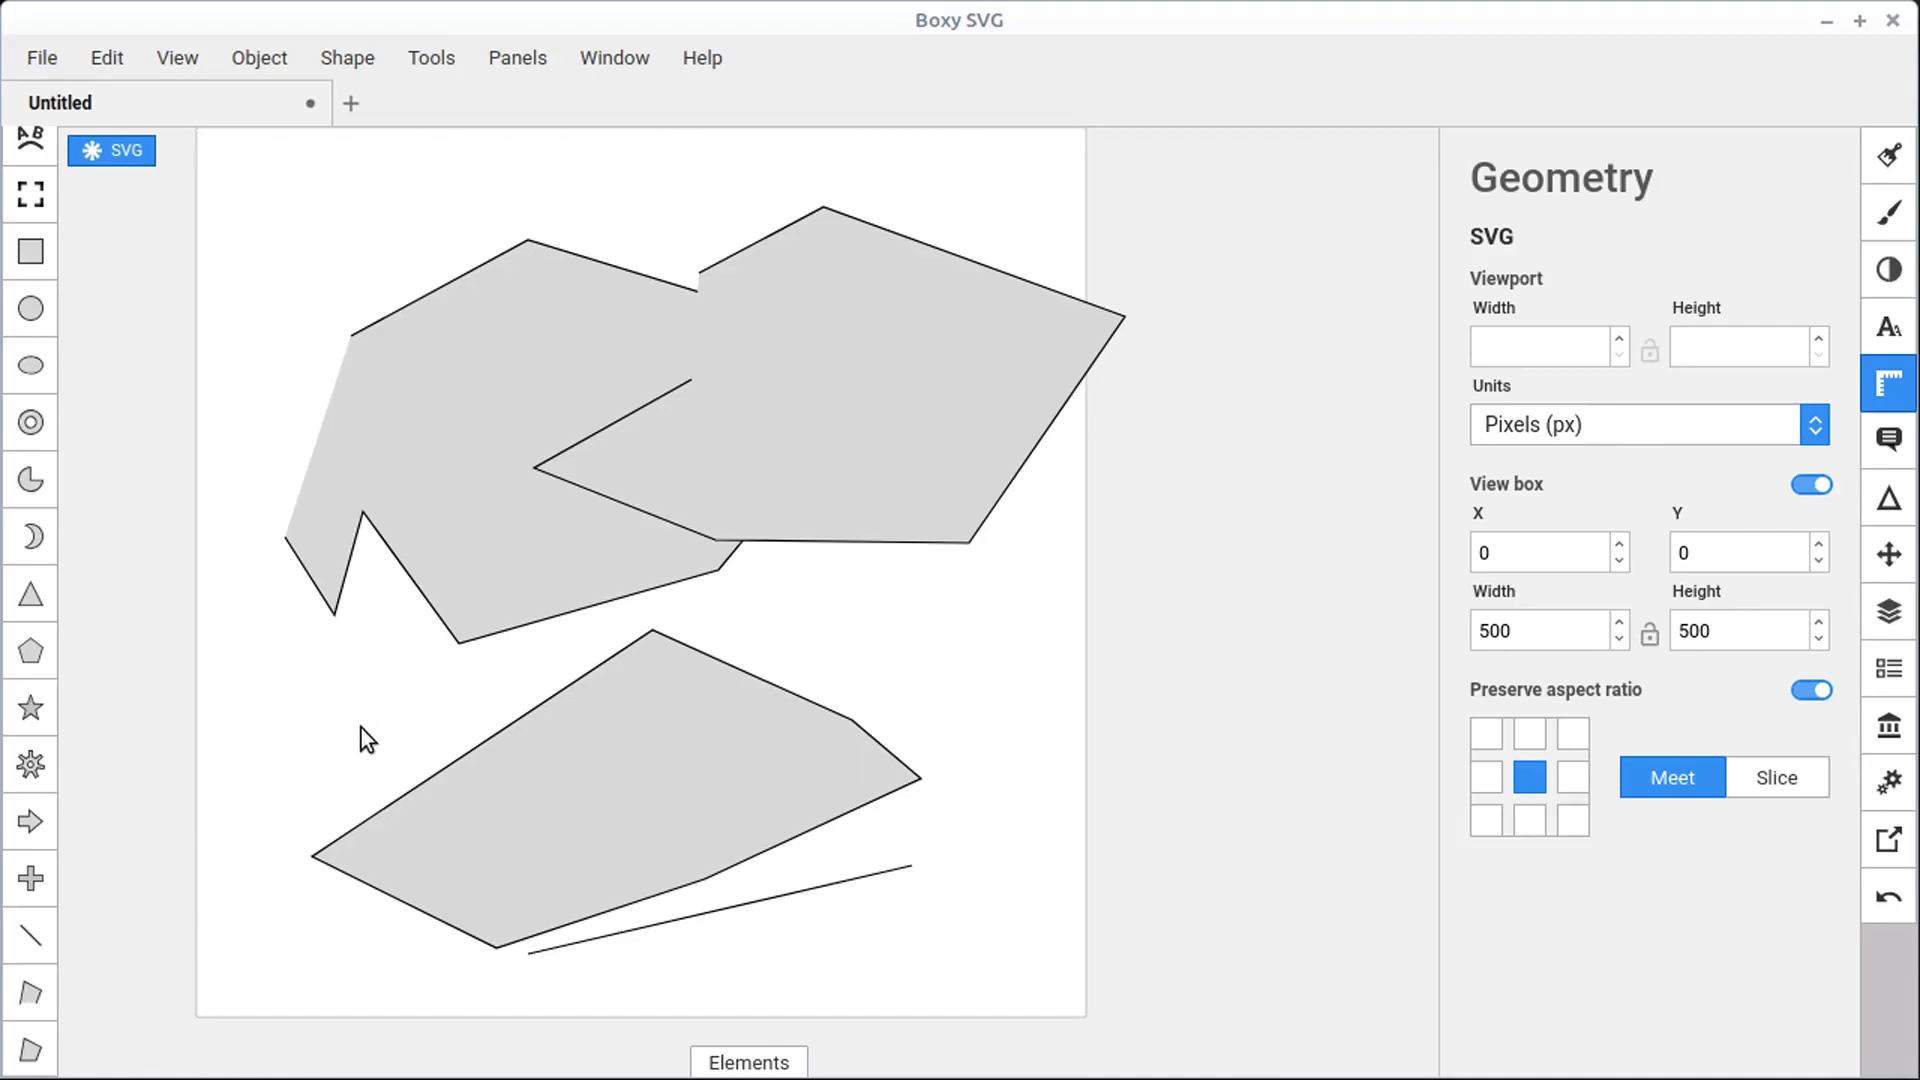 Boxy SVG
File Edit View Object Shape Tools Panels Window Help
Untitled
AB
SVG
Geometry
SVG
Viewport
Width Height
Units
Pixels (px)
View box
X Y
0 0
Width Height
500 500
Preserve aspect ratio
Meet Slice
Elements